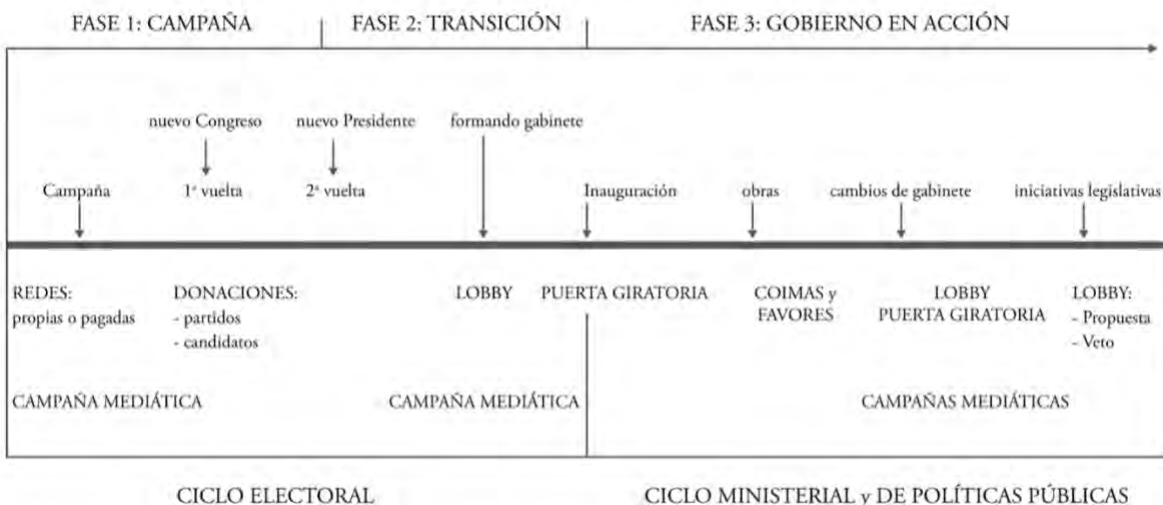 FASE 1: CAMPAÑA
FASE 2: TRANSICIÓN
FASE 3: GOBIERNO EN ACCIÓN
nuevo Congreso
nuevo Presidente
formando gabinete
Campaña
1ª vuelta
2ª vuelta
Inauguración
obras
cambios de gabinete
iniciativas legislativas
REDES:
propias o pagadas
DONACIONES:
- partidos
- candidatos
LOBBY
PUERTA GIRATORIA
COIMAS y
FAVORES
LOBBY
PUERTA GIRATORIA
LOBBY:
- Propuesta
- Veto
CAMPAÑA MEDIÁTICA
CAMPAÑA MEDIÁTICA
CAMPAÑAS MEDIÁTICAS
CICLO ELECTORAL
CICLO MINISTERIAL y DE POLÍTICAS PÚBLICAS